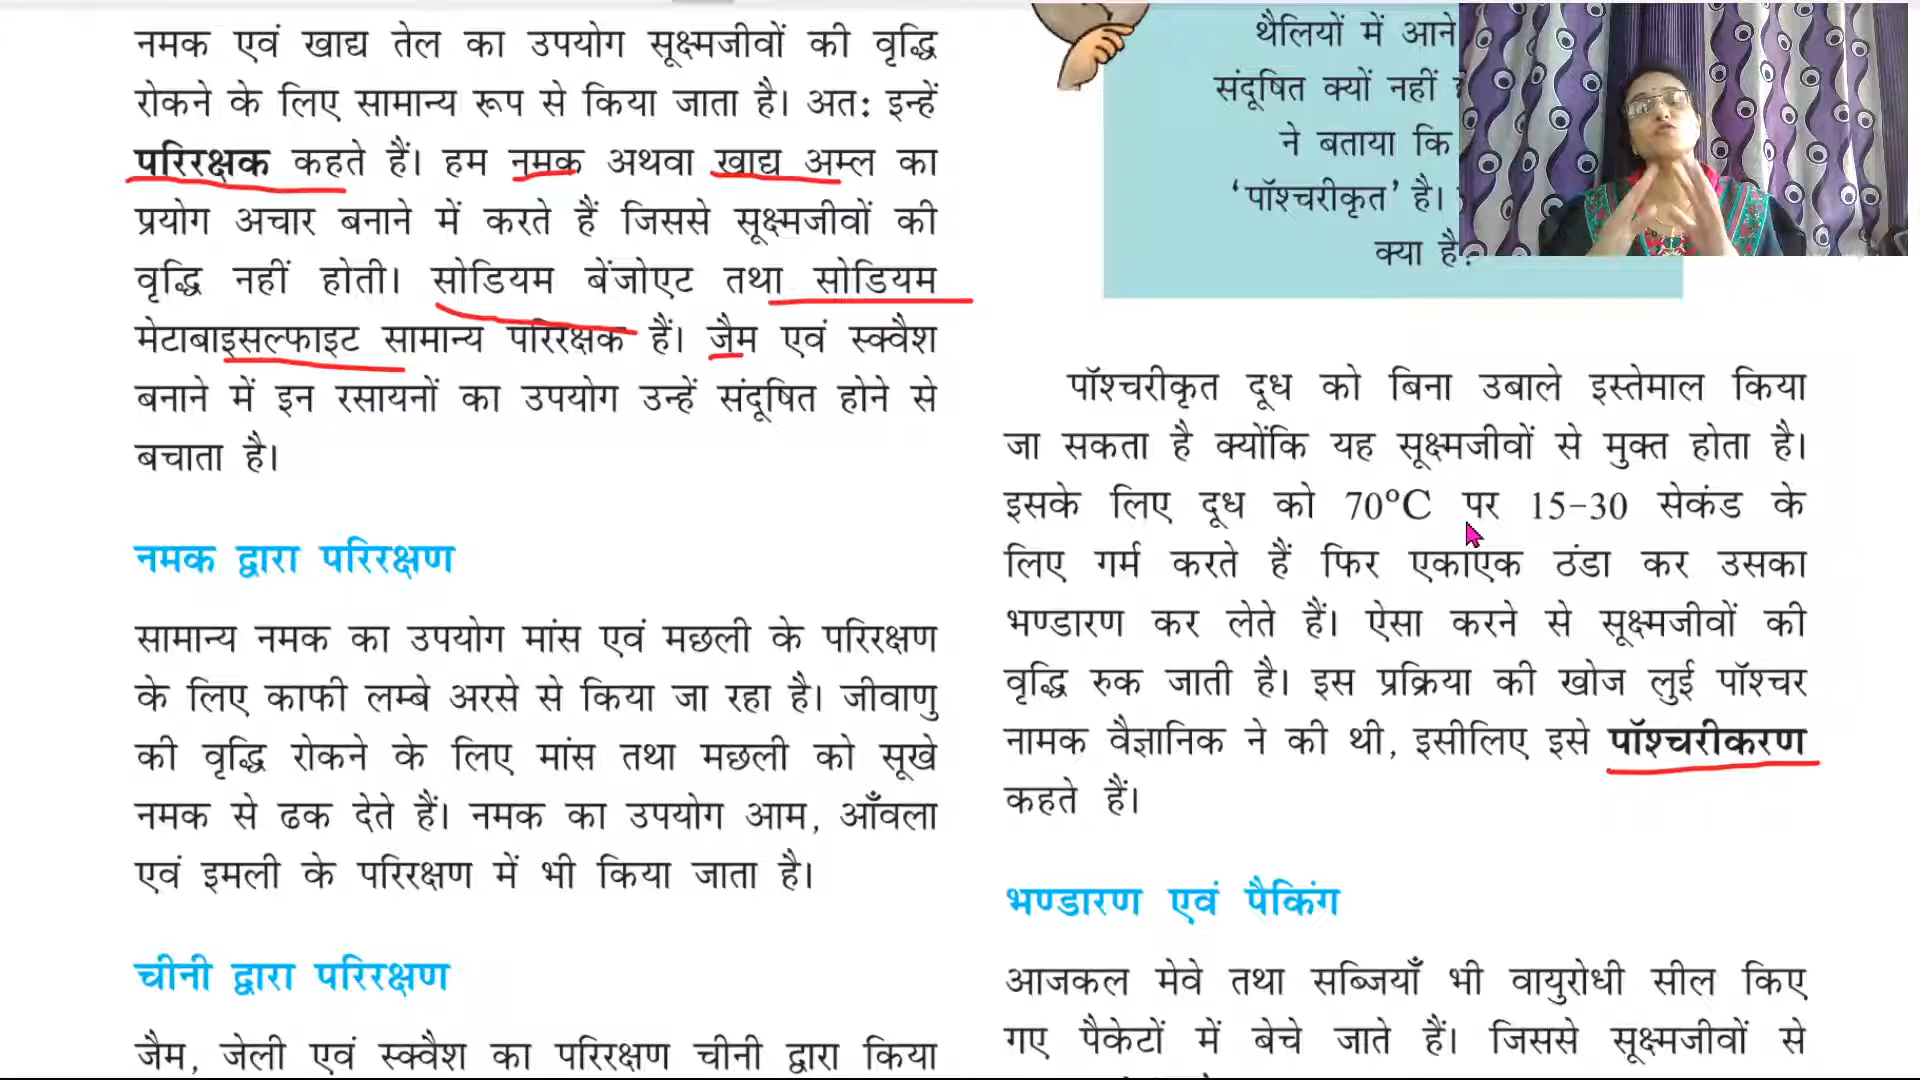 नमक एवं खाद्य तेल का उपयोग सूक्ष्मजीवों की वृद्धि
रोकने के लिए सामान्य रूप से किया जाता है। अतः इन्हें
परिरक्षक कहते हैं। हम नमक अथवा खाद्य अम्ल का
प्रयोग अचार बनाने में करते हैं जिससे सूक्ष्मजीवों की
वृद्धि नहीं होती। सोडियम बेंजोएट तथा सोडियम
मेटाबाइसल्फाइट सामान्य परिरक्षक हैं। जैम एवं स्क्वैश
बनाने में इन रसायनों का उपयोग उन्हें संदूषित होने से
बचाता है।
नमक द्वारा परिरक्षण
सामान्य नमक का उपयोग मांस एवं मछली के परिरक्षण
के लिए काफी लम्बे अरसे से किया जा रहा है। जीवाणु
की वृद्धि रोकने के लिए मांस तथा मछली को सूखे
नमक से ढक देते हैं। नमक का उपयोग आम, आँवला
एवं इमली के परिरक्षण में भी किया जाता है।
चीनी द्वारा परिरक्षण
जैम, जेली एवं स्क्वैश का परिरक्षण चीनी द्वारा किया
थैलियों में आने
संदूषित क्यों नहीं
ने बताया कि
‘पॉश्चरीकृत’ है।
क्या है?
पॉश्चरीकृत दूध को बिना उबाले इस्तेमाल किया
जा सकता है क्योंकि यह सूक्ष्मजीवों से मुक्त होता है।
इसके लिए दूध को 70°C पर 15-30 सेकंड के
लिए गर्म करते हैं फिर एकाएक ठंडा कर उसका
भण्डारण कर लेते हैं। ऐसा करने से सूक्ष्मजीवों की
वृद्धि रुक जाती है। इस प्रक्रिया की खोज लुई पॉश्चर
नामक वैज्ञानिक ने की थी, इसीलिए इसे पॉश्चरीकरण
कहते हैं।
भण्डारण एवं पैकिंग
आजकल मेवे तथा सब्जियाँ भी वायुरोधी सील किए
गए पैकेटों में बेचे जाते हैं। जिससे सूक्ष्मजीवों से